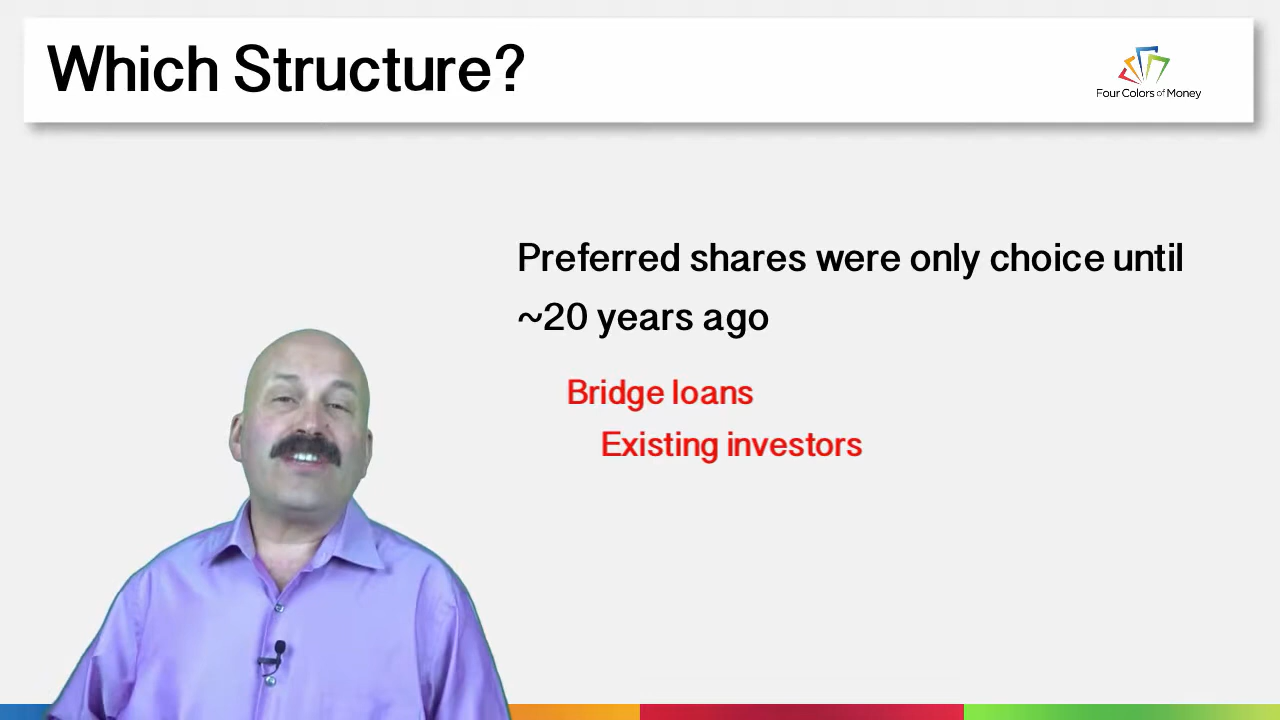 Which Structure?
Four Colors of Money
Preferred shares were only choice until
~20 years ago
Bridge loans
Existing investors